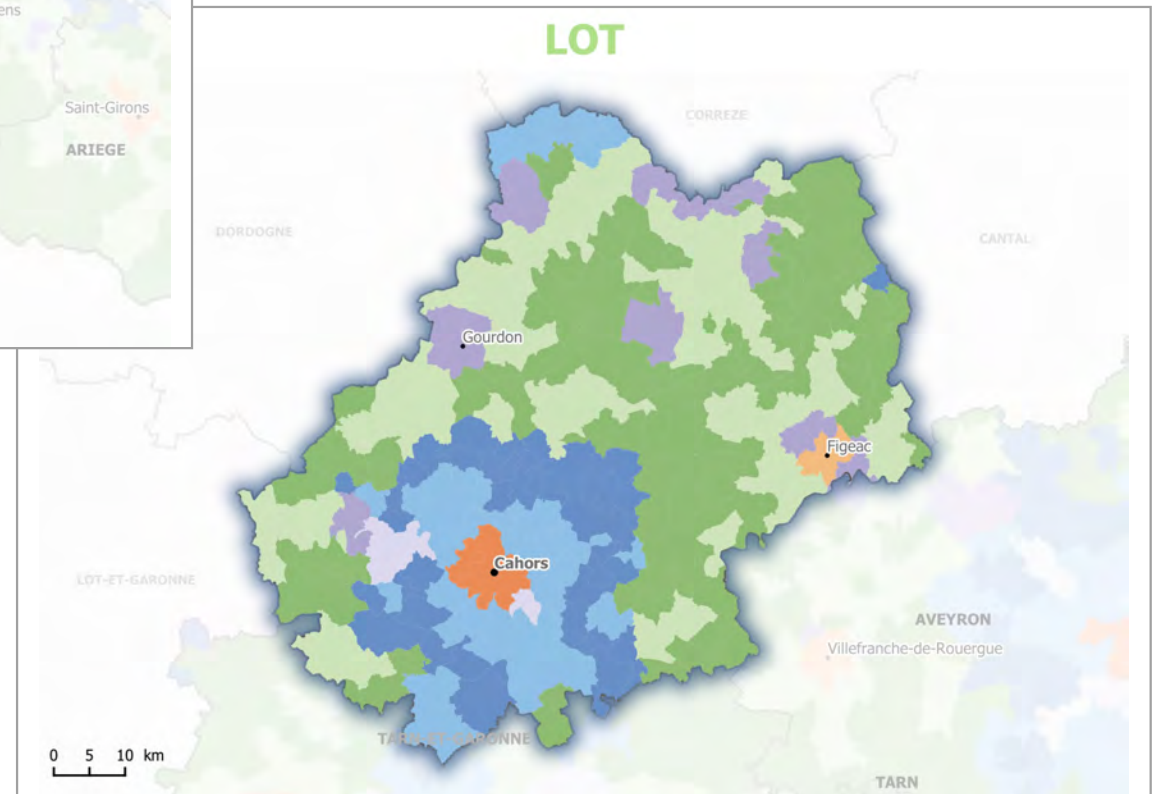 ens
Saint-Girons
ARIEGE
LOT
CORREZE
DORDOGNE
CANTAL
Gourdon
Figeac
Cahors
LOT-ET-GARONNE
AVEYRON
Villefranche-de-Rouergue
TARN-ET-GARONNE
0 5 10 km
TARN